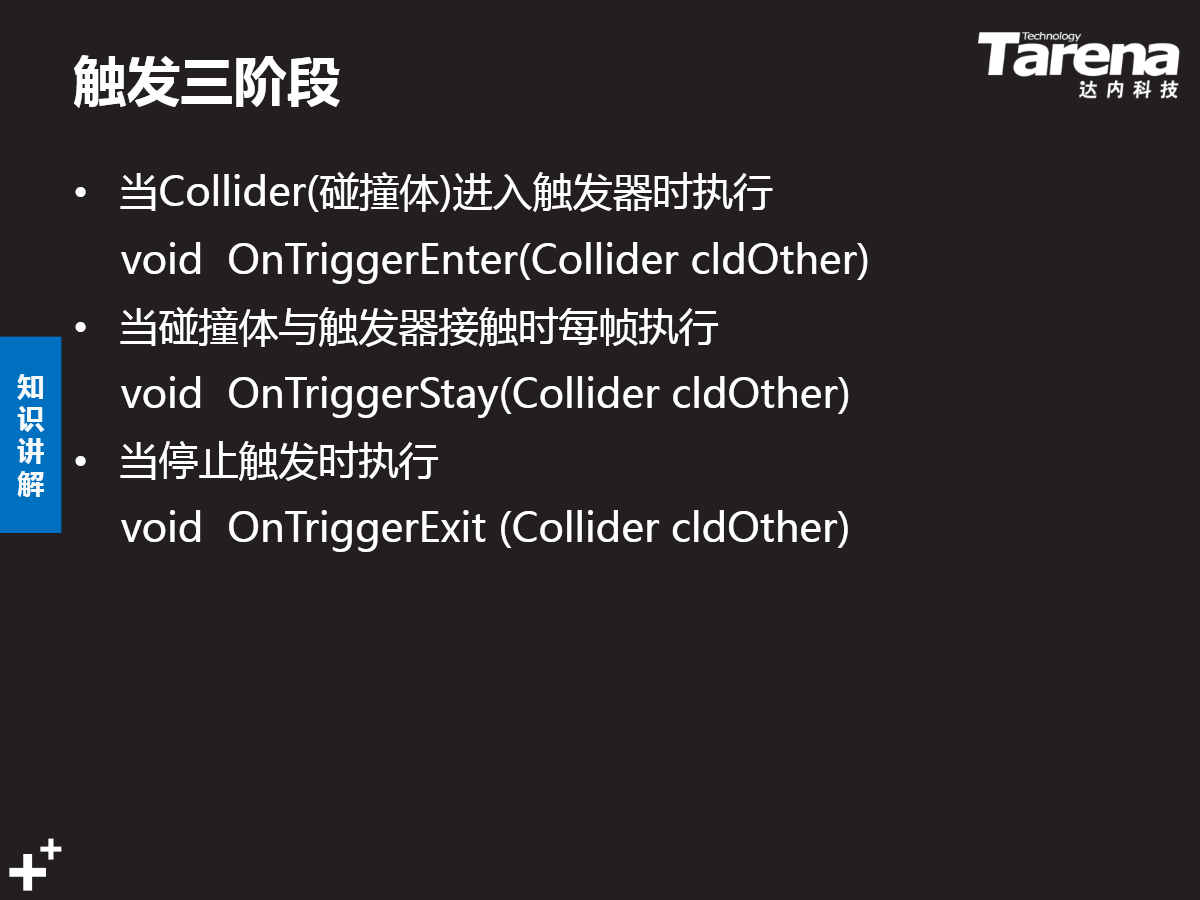 触发三阶段
Technology
Tarena
达内科技
• 当Collider(碰撞体)进入触发器时执行
void  OnTriggerEnter(Collider cldOther)
• 当碰撞体与触发器接触时每帧执行
void  OnTriggerStay(Collider cldOther)
• 当停止触发时执行
void  OnTriggerExit (Collider cldOther)
知识讲解